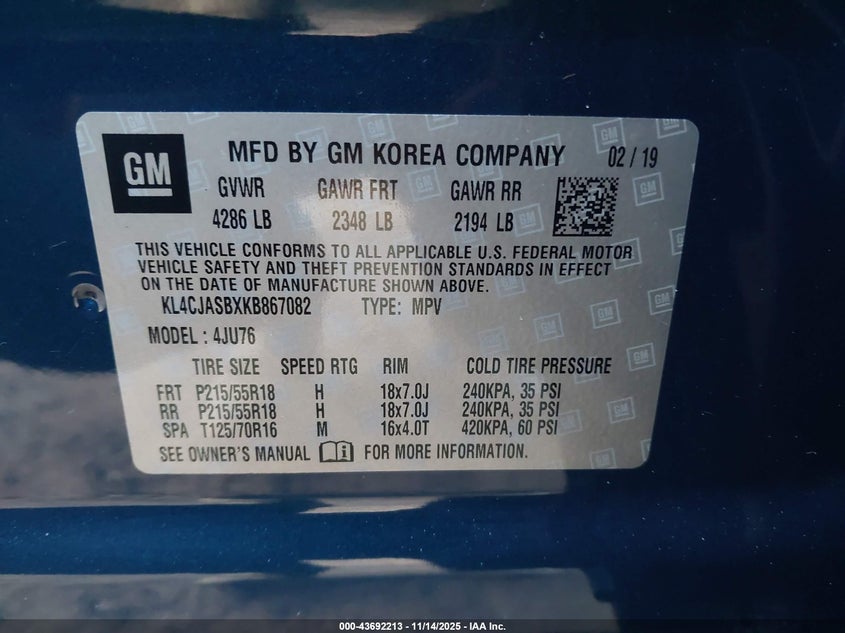 GM MFD BY GM KOREA COMPANY 02 / 19
GVWR GAWR FRT GAWR RR
4286 LB 2348 LB 2194 LB
THIS VEHICLE CONFORMS TO ALL APPLICABLE U.S. FEDERAL MOTOR
VEHICLE SAFETY AND THEFT PREVENTION STANDARDS IN EFFECT
ON THE DATE OF MANUFACTURE SHOWN ABOVE.
KL4CJASBXKB867082 TYPE: MPV
MODEL : 4JU76
TIRE SIZE SPEED RTG RIM COLD TIRE PRESSURE
FRT P215/55R18 H 18x7.0J 240KPA, 35 PSI
RR P215/55R18 H 18x7.0J 240KPA, 35 PSI
SPA T125/70R16 M 16x4.0T 420KPA, 60 PSI
SEE OWNER'S MANUAL FOR MORE INFORMATION.
000-43692213 - 11/14/2025 - IAA Inc.